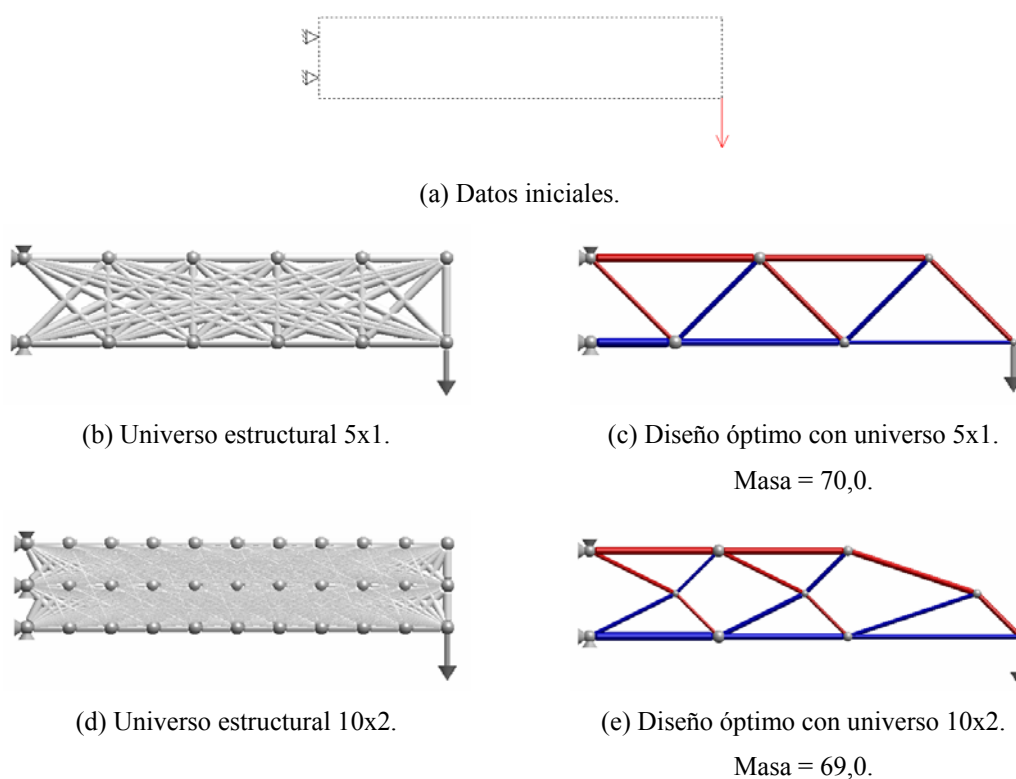 (a) Datos iniciales.
(b) Universo estructural 5x1.
(c) Diseño óptimo con universo 5x1.
Masa = 70,0.
(d) Universo estructural 10x2.
(e) Diseño óptimo con universo 10x2.
Masa = 69,0.